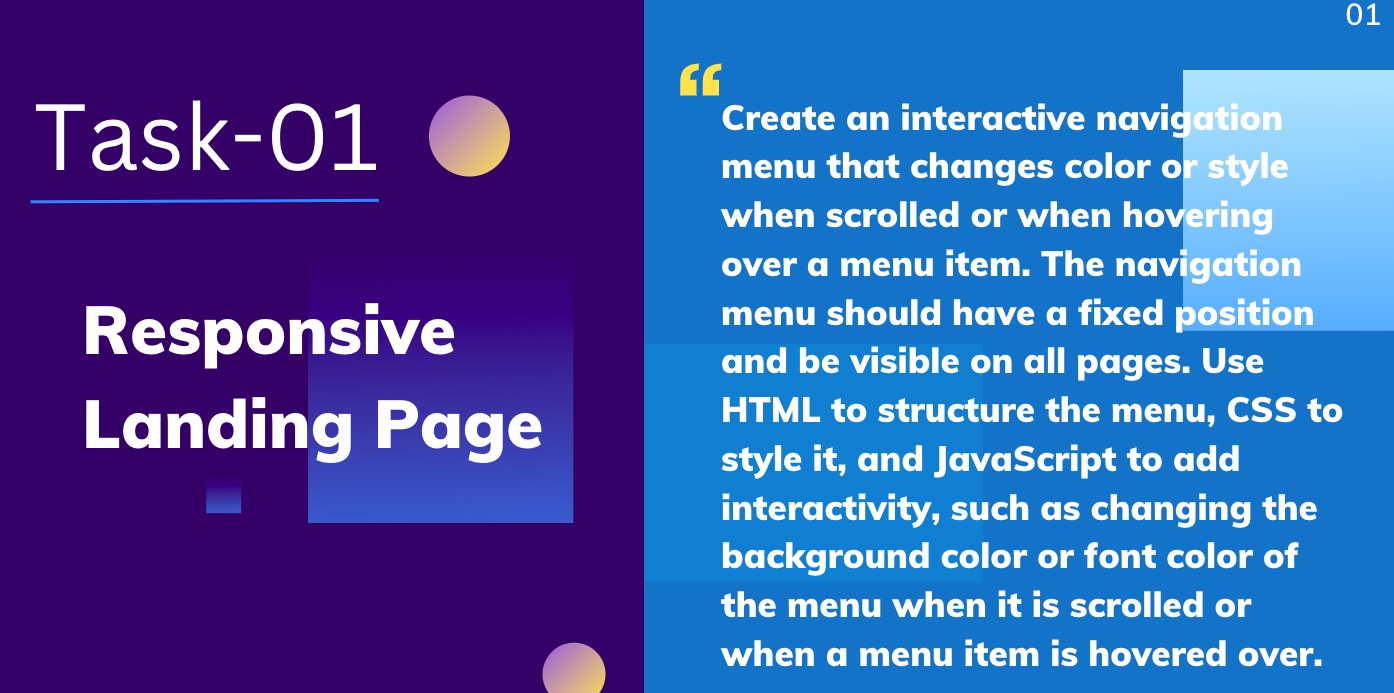 Task-01
Responsive
Landing Page
01
“
Create an interactive navigation
menu that changes color or style
when scrolled or when hovering
over a menu item. The navigation
menu should have a fixed position
and be visible on all pages. Use
HTML to structure the menu, CSS to
style it, and JavaScript to add
interactivity, such as changing the
background color or font color of
the menu when it is scrolled or
when a menu item is hovered over.